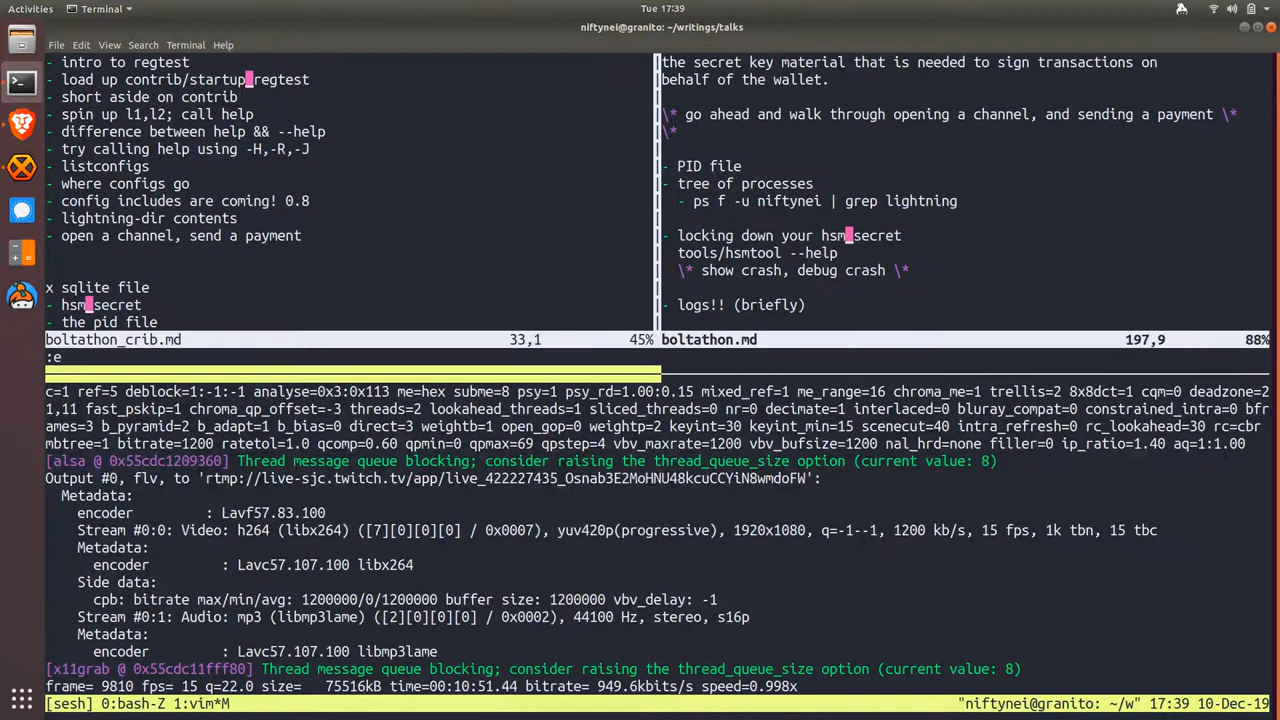 Activities
Terminal
Tue 17:39
niftynei@granito: ~/writings/talks
File Edit View Search Terminal Help
- intro to regtest
- load up contrib/startup_regtest
- short aside on contrib
- spin up l1,l2; call help
- difference between help && --help
- try calling help using -H,-R,-J
- listconfigs
- where configs go
- config includes are coming! 0.8
- lightning-dir contents
- open a channel, send a payment
x sqlite file
- hsm_secret
- the pid file
boltathon_crib.md 33,1 45%
:e
the secret key material that is needed to sign transactions on
behalf of the wallet.
\* go ahead and walk through opening a channel, and sending a payment \*
\*
- PID file
- tree of processes
- ps f -u niftynei | grep lightning
- locking down your hsm_secret
tools/hsmtool --help
\* show crash, debug crash \*
- logs!! (briefly)
boltathon.md 197,9 88%
c=1 ref=5 deblock=1:-1:-1 analyse=0x3:0x113 me=hex subme=8 psy=1 psy_rd=1.00:0.15 mixed_ref=1 me_range=16 chroma_me=1 trellis=2 8x8dct=1 cqm=0 deadzone=2
1,11 fast_pskip=1 chroma_qp_offset=-3 threads=2 lookahead_threads=1 sliced_threads=0 nr=0 decimate=1 interlaced=0 bluray_compat=0 constrained_intra=0 bfr
ames=3 b_pyramid=2 b_adapt=1 b_bias=0 direct=3 weightb=1 open_gop=0 weightp=2 keyint=30 keyint_min=15 scenecut=40 intra_refresh=0 rc_lookahead=30 rc=cbr
mbtree=1 bitrate=1200 ratetol=1.0 qcomp=0.60 qpmin=0 qpmax=69 qpstep=4 vbv_maxrate=1200 vbv_bufsize=1200 nal_hrd=none filler=0 ip_ratio=1.40 aq=1:1.00
[alsa @ 0x55cdc1209360] Thread message queue blocking; consider raising the thread_queue_size option (current value: 8)
Output #0, flv, to 'rtmp://live-sjc.twitch.tv/app/live_422227435_Osnab3E2MoHNU48kcuCCYiN8wmdoFW':
Metadata:
encoder : Lavf57.83.100
Stream #0:0: Video: h264 (libx264) ([7][0][0][0] / 0x0007), yuv420p(progressive), 1920x1080, q=-1--1, 1200 kb/s, 15 fps, 1k tbn, 15 tbc
Metadata:
encoder : Lavc57.107.100 libx264
Side data:
cpb: bitrate max/min/avg: 1200000/0/1200000 buffer size: 1200000 vbv_delay: -1
Stream #0:1: Audio: mp3 (libmp3lame) ([2][0][0][0] / 0x0002), 44100 Hz, stereo, s16p
Metadata:
encoder : Lavc57.107.100 libmp3lame
[x11grab @ 0x55cdc11fff80] Thread message queue blocking; consider raising the thread_queue_size option (current value: 8)
frame= 9810 fps= 15 q=22.0 size= 75516kB time=00:10:51.44 bitrate= 949.6kbits/s speed=0.998x
[sesh] 0:bash-Z 1:vim*M "niftynei@granito: ~/w" 17:39 10-Dec-19